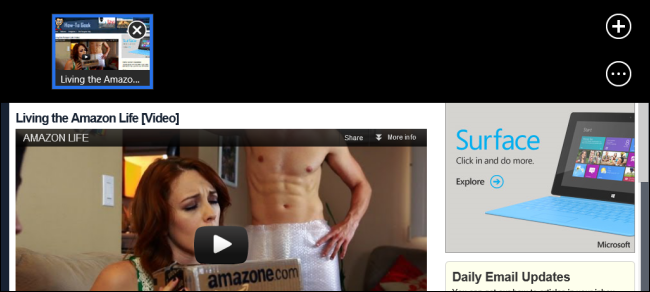 How-To Geek
Living the Amazo...
Living the Amazon Life [Video]
AMAZON LIFE
Share
More info
amazone.com
Surface
Click in and do more.
Explore
Microsoft
Daily Email Updates